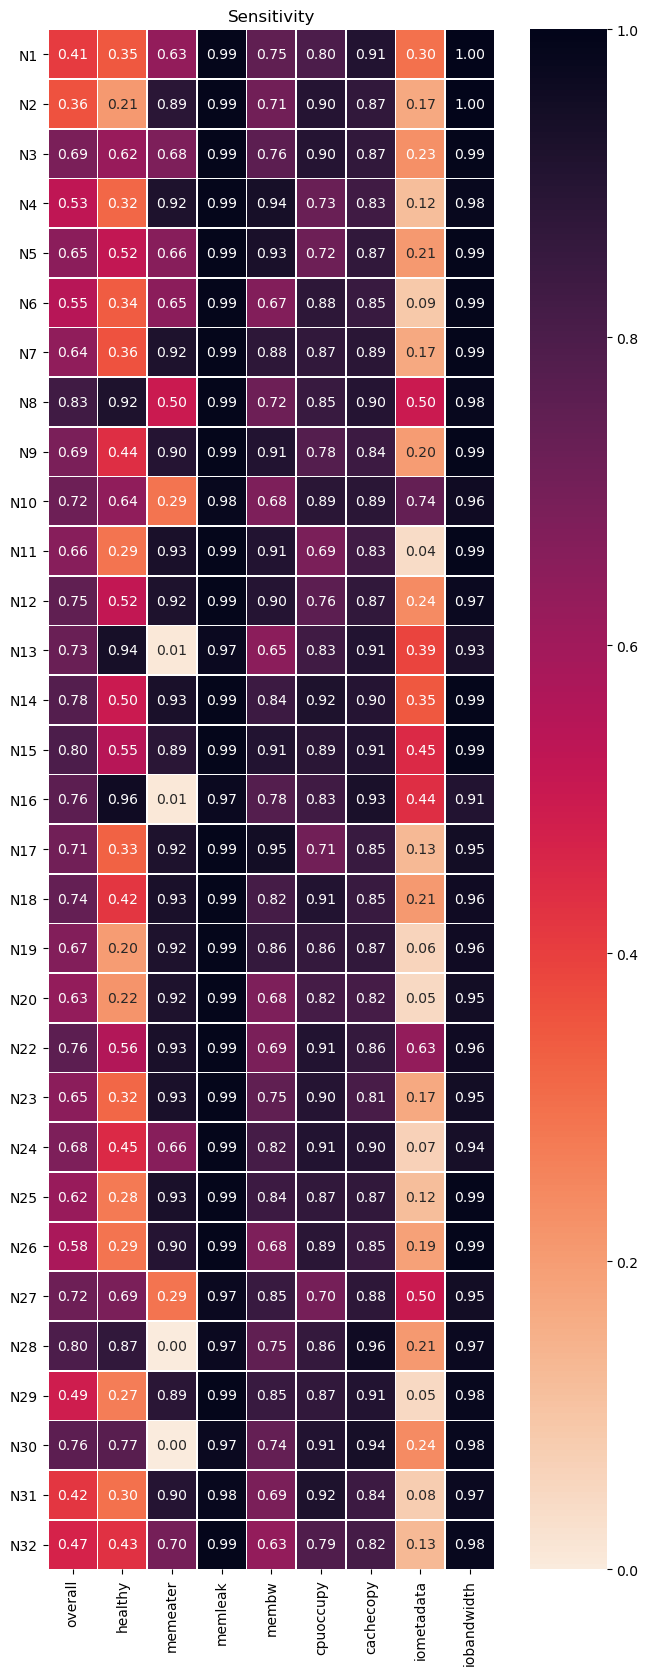 Sensitivity
N1 0.41 0.35 0.63 0.99 0.75 0.80 0.91 0.30 1.00
N2 0.36 0.21 0.89 0.99 0.71 0.90 0.87 0.17 1.00
N3 0.69 0.62 0.68 0.99 0.76 0.90 0.87 0.23 0.99
N4 0.53 0.32 0.92 0.99 0.94 0.73 0.83 0.12 0.98
N5 0.65 0.52 0.66 0.99 0.93 0.72 0.87 0.21 0.99
N6 0.55 0.34 0.65 0.99 0.67 0.88 0.85 0.09 0.99
N7 0.64 0.36 0.92 0.99 0.88 0.87 0.89 0.17 0.99
N8 0.83 0.92 0.50 0.99 0.72 0.85 0.90 0.50 0.98
N9 0.69 0.44 0.90 0.99 0.91 0.78 0.84 0.20 0.99
N10 0.72 0.64 0.29 0.98 0.68 0.89 0.89 0.74 0.96
N11 0.66 0.29 0.93 0.99 0.91 0.69 0.83 0.04 0.99
N12 0.75 0.52 0.92 0.99 0.90 0.76 0.87 0.24 0.97
N13 0.73 0.94 0.01 0.97 0.65 0.83 0.91 0.39 0.93
N14 0.78 0.50 0.93 0.99 0.84 0.92 0.90 0.35 0.99
N15 0.80 0.55 0.89 0.99 0.91 0.89 0.91 0.45 0.99
N16 0.76 0.96 0.01 0.97 0.78 0.83 0.93 0.44 0.91
N17 0.71 0.33 0.92 0.99 0.95 0.71 0.85 0.13 0.95
N18 0.74 0.42 0.93 0.99 0.82 0.91 0.85 0.21 0.96
N19 0.67 0.20 0.92 0.99 0.86 0.86 0.87 0.06 0.96
N20 0.63 0.22 0.92 0.99 0.68 0.82 0.82 0.05 0.95
N22 0.76 0.56 0.93 0.99 0.69 0.91 0.86 0.63 0.96
N23 0.65 0.32 0.93 0.99 0.75 0.90 0.81 0.17 0.95
N24 0.68 0.45 0.66 0.99 0.82 0.91 0.90 0.07 0.94
N25 0.62 0.28 0.93 0.99 0.84 0.87 0.87 0.12 0.99
N26 0.58 0.29 0.90 0.99 0.68 0.89 0.85 0.19 0.99
N27 0.72 0.69 0.29 0.97 0.85 0.70 0.88 0.50 0.95
N28 0.80 0.87 0.00 0.97 0.75 0.86 0.96 0.21 0.97
N29 0.49 0.27 0.89 0.99 0.85 0.87 0.91 0.05 0.98
N30 0.76 0.77 0.00 0.97 0.74 0.91 0.94 0.24 0.98
N31 0.42 0.30 0.90 0.98 0.69 0.92 0.84 0.08 0.97
N32 0.47 0.43 0.70 0.99 0.63 0.79 0.82 0.13 0.98
overall healthy memeater memleak membw cpuoccupy cachecopy iometadata iobandwidth
1.0
0.8
0.6
0.4
0.2
0.0